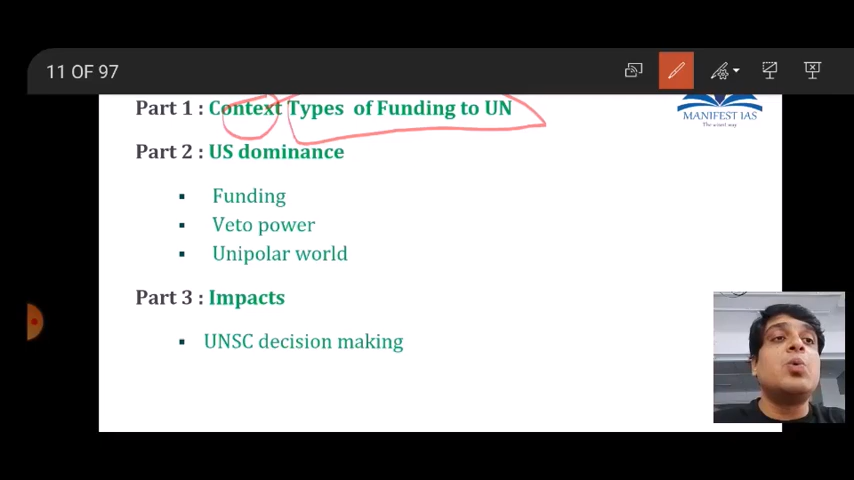 11 OF 97
Part 1 : Context Types of Funding to UN
MANIFEST IAS
Part 2 : US dominance
▪ Funding
▪ Veto power
▪ Unipolar world
Part 3 : Impacts
▪ UNSC decision making